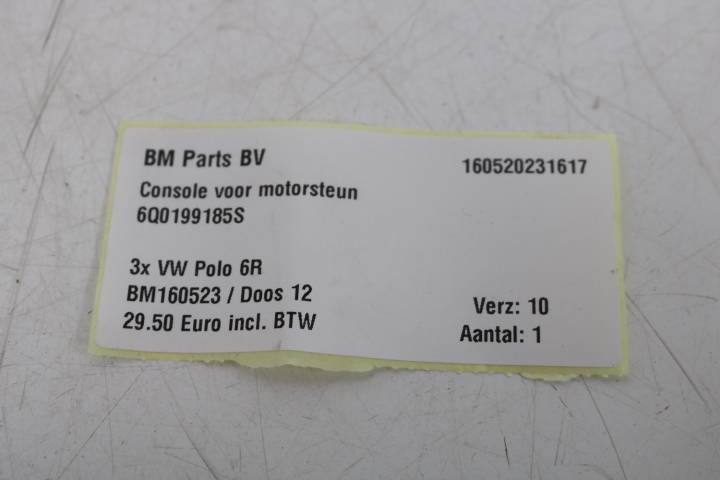 BM Parts BV
160520231617
Console voor motorsteun
6Q0199185S
3x VW Polo 6R
BM160523 / Doos 12
29.50 Euro incl. BTW
Verz: 10
Aantal: 1